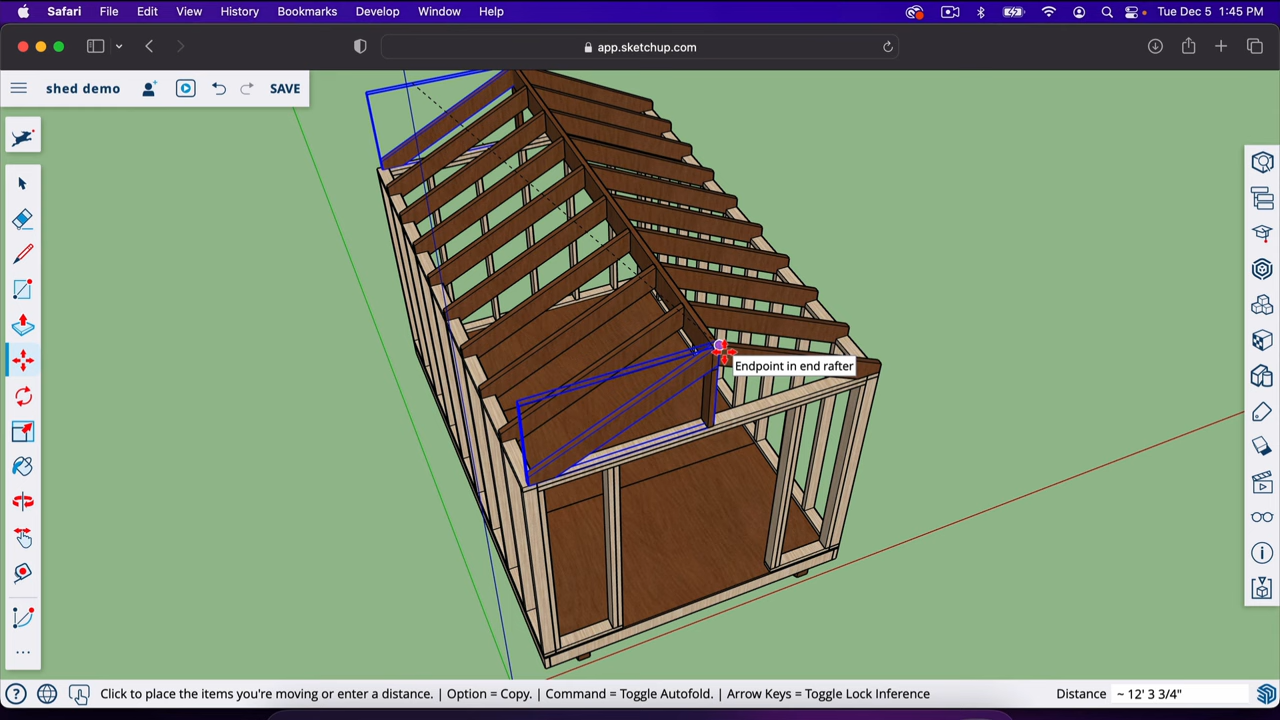 Safari File Edit View History Bookmarks Develop Window Help Tue Dec 5 1:45 PM
app.sketchup.com
shed demo SAVE
Endpoint in end rafter
Click to place the items you're moving or enter a distance. | Option = Copy. | Command = Toggle Autofold. | Arrow Keys = Toggle Lock Inference Distance ~ 12' 3 3/4"